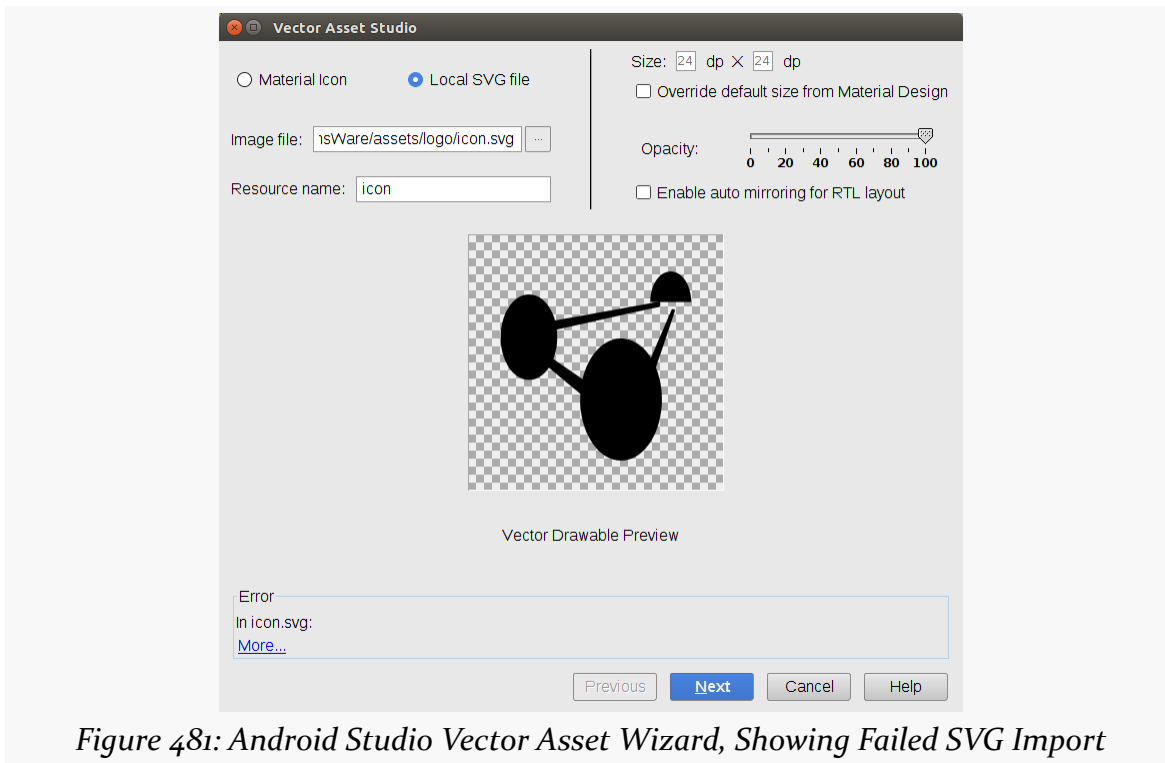 Vector Asset Studio
Material Icon
Local SVG file
Image file:
sWare/assets/logo/icon.svg
...
Resource name:
icon
Size: 24 dp X 24 dp
Override default size from Material Design
Opacity:
0 20 40 60 80 100
Enable auto mirroring for RTL layout
Vector Drawable Preview
Error
In icon.svg:
More...
Previous
Next
Cancel
Help
Figure 481: Android Studio Vector Asset Wizard, Showing Failed SVG Import